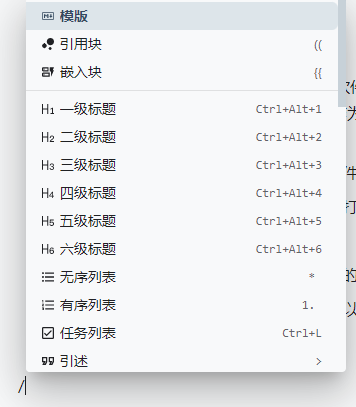 模版
引用块 ((
嵌入块 {{
H1 一级标题 Ctrl+Alt+1
H2 二级标题 Ctrl+Alt+2
H3 三级标题 Ctrl+Alt+3
H4 四级标题 Ctrl+Alt+4
H5 五级标题 Ctrl+Alt+5
H6 六级标题 Ctrl+Alt+6
无序列表 *
有序列表 1.
任务列表 Ctrl+L
引述 >
/